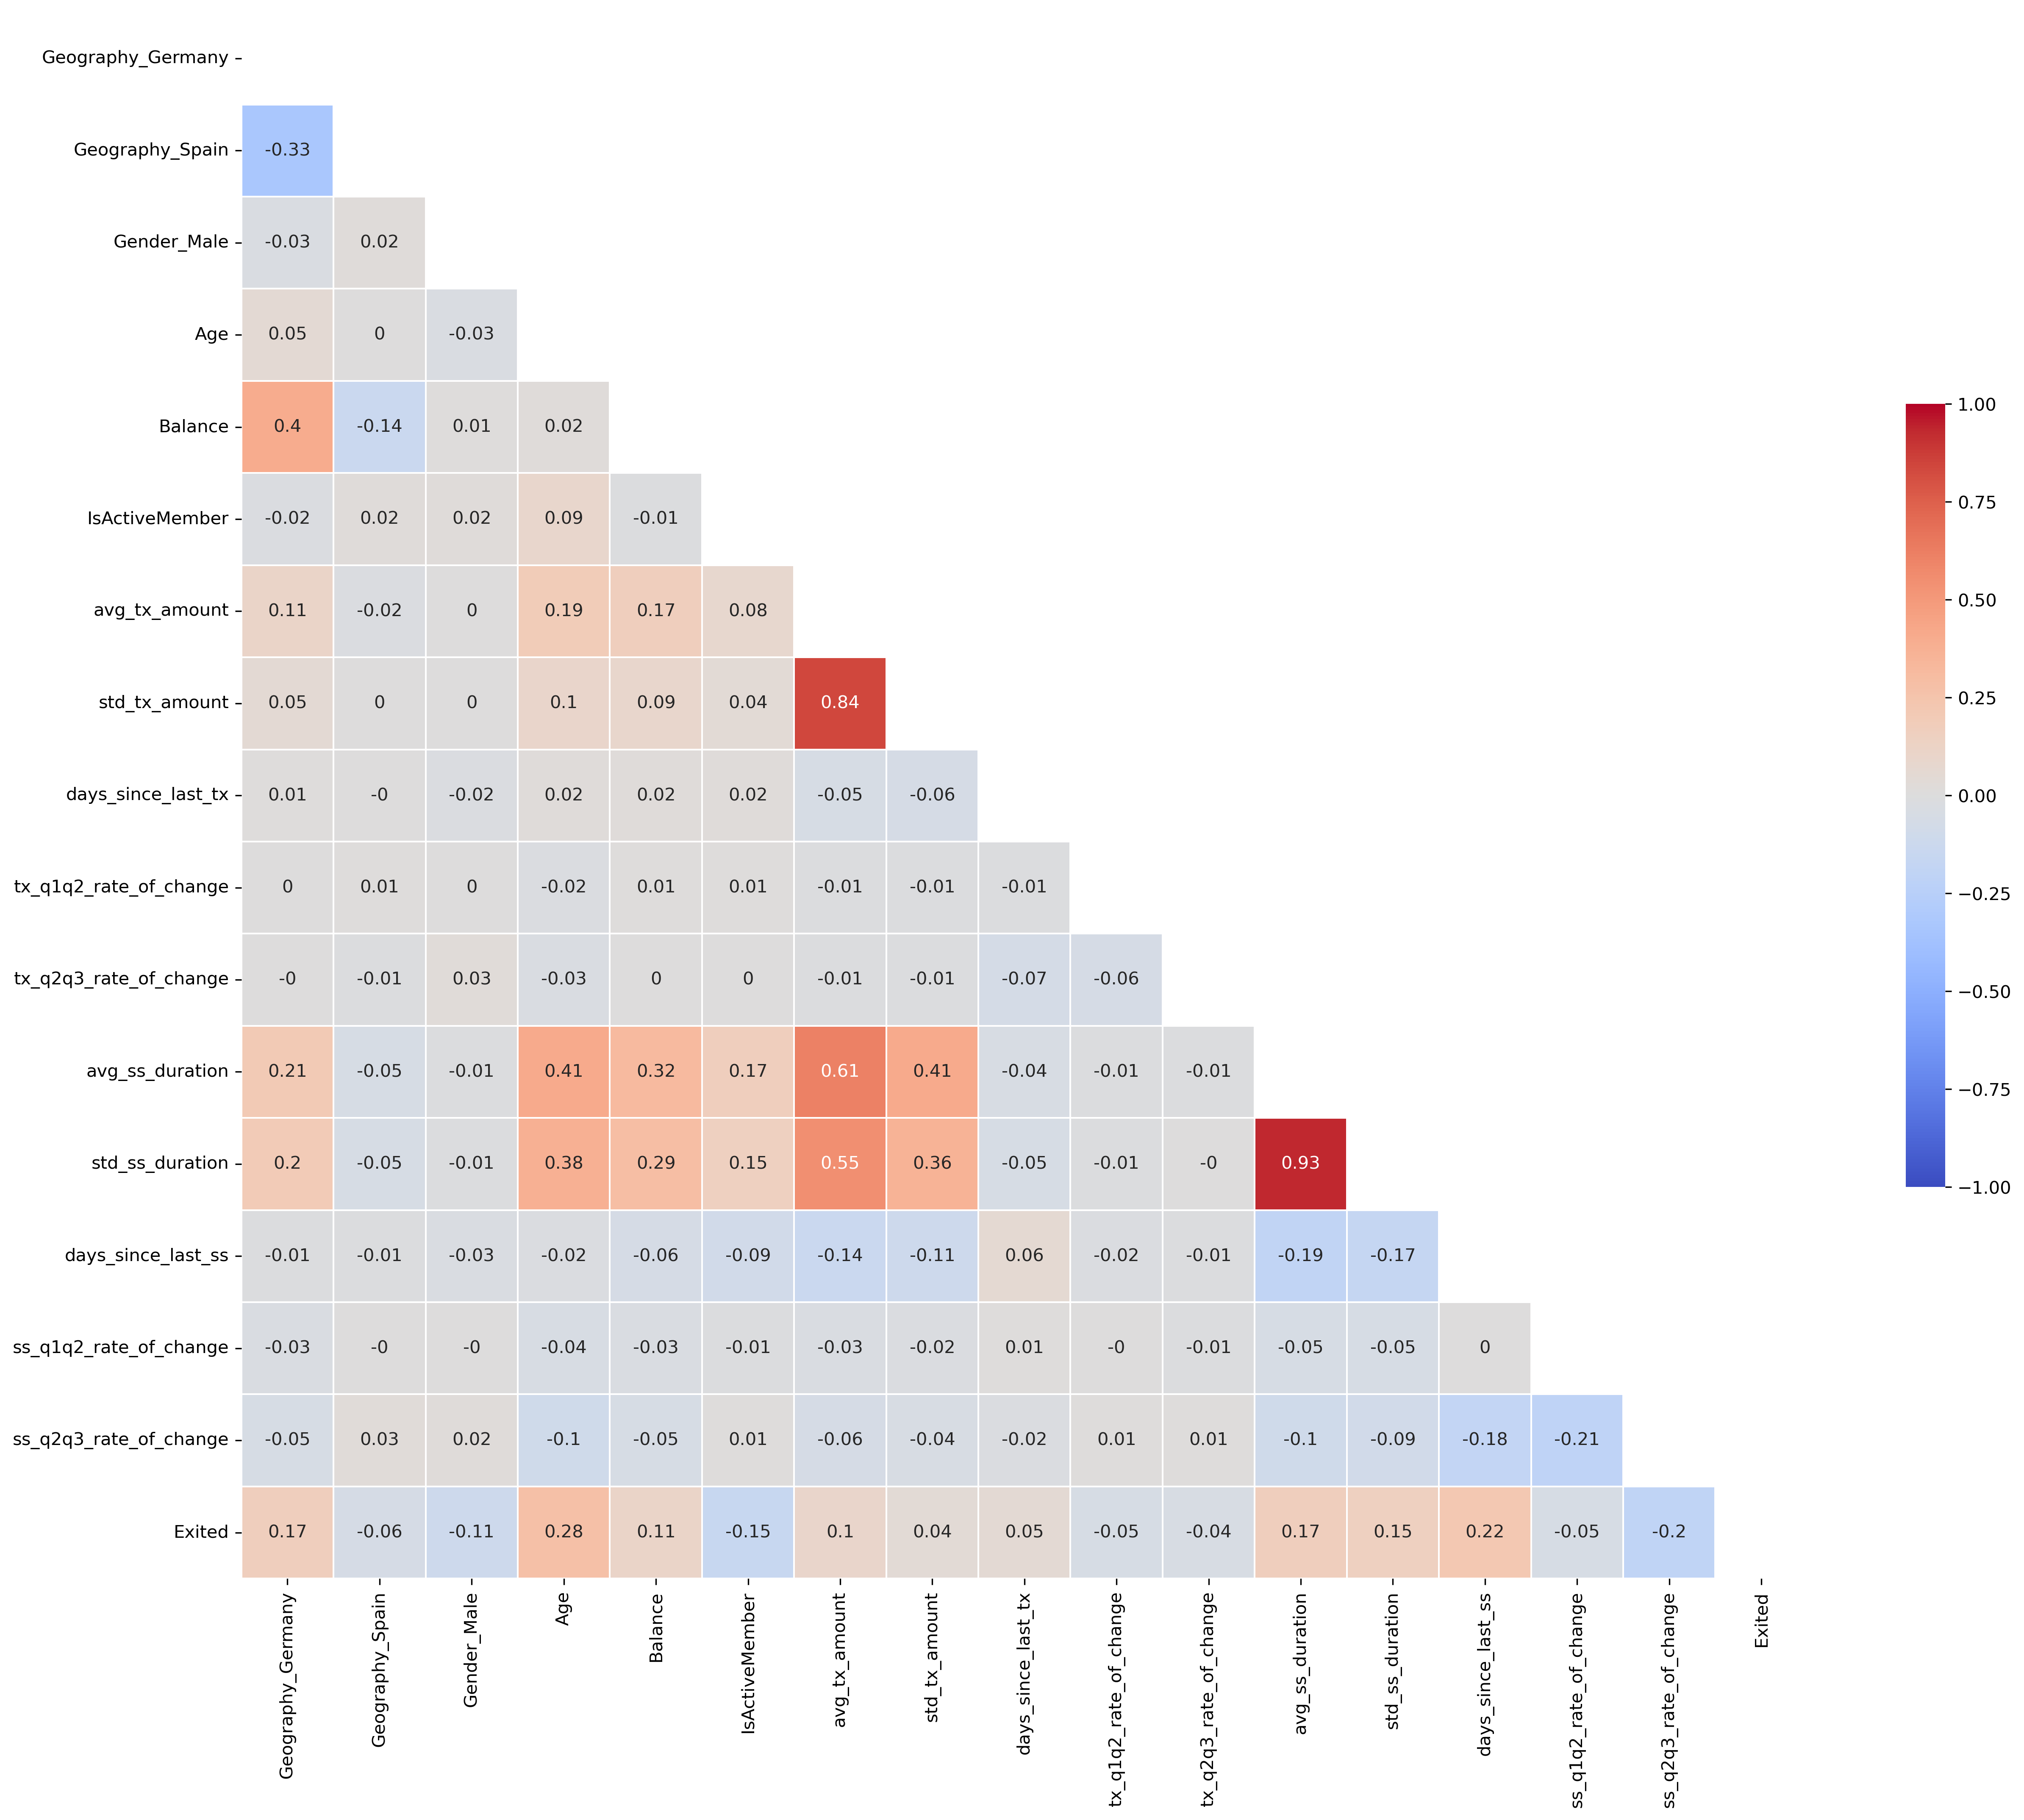 Geography_Germany
Geography_Spain -0.33
Gender_Male -0.03 0.02
Age 0.05 0 -0.03
Balance 0.4 -0.14 0.01 0.02
1.00
IsActiveMember -0.02 0.02 0.02 0.09 -0.01
0.75
avg_tx_amount 0.11 -0.02 0 0.19 0.17 0.08
0.50
std_tx_amount 0.05 0 0 0.1 0.09 0.04 0.84
0.25
days_since_last_tx 0.01 -0 -0.02 0.02 0.02 0.02 -0.05 -0.06
0.00
tx_q1q2_rate_of_change 0 0.01 0 -0.02 0.01 0.01 -0.01 -0.01 -0.01
−0.25
tx_q2q3_rate_of_change -0 -0.01 0.03 -0.03 0 0 -0.01 -0.01 -0.07 -0.06
−0.50
avg_ss_duration 0.21 -0.05 -0.01 0.41 0.32 0.17 0.61 0.41 -0.04 -0.01 -0.01
−0.75
std_ss_duration 0.2 -0.05 -0.01 0.38 0.29 0.15 0.55 0.36 -0.05 -0.01 -0 0.93
−1.00
days_since_last_ss -0.01 -0.01 -0.03 -0.02 -0.06 -0.09 -0.14 -0.11 0.06 -0.02 -0.01 -0.19 -0.17
ss_q1q2_rate_of_change -0.03 -0 -0 -0.04 -0.03 -0.01 -0.03 -0.02 0.01 -0 -0.01 -0.05 -0.05 0
ss_q2q3_rate_of_change -0.05 0.03 0.02 -0.1 -0.05 0.01 -0.06 -0.04 -0.02 0.01 0.01 -0.1 -0.09 -0.18 -0.21
Exited 0.17 -0.06 -0.11 0.28 0.11 -0.15 0.1 0.04 0.05 -0.05 -0.04 0.17 0.15 0.22 -0.05 -0.2
Geography_Germany
Geography_Spain
Gender_Male
Age
Balance
IsActiveMember
avg_tx_amount
std_tx_amount
days_since_last_tx
tx_q1q2_rate_of_change
tx_q2q3_rate_of_change
avg_ss_duration
std_ss_duration
days_since_last_ss
ss_q1q2_rate_of_change
ss_q2q3_rate_of_change
Exited